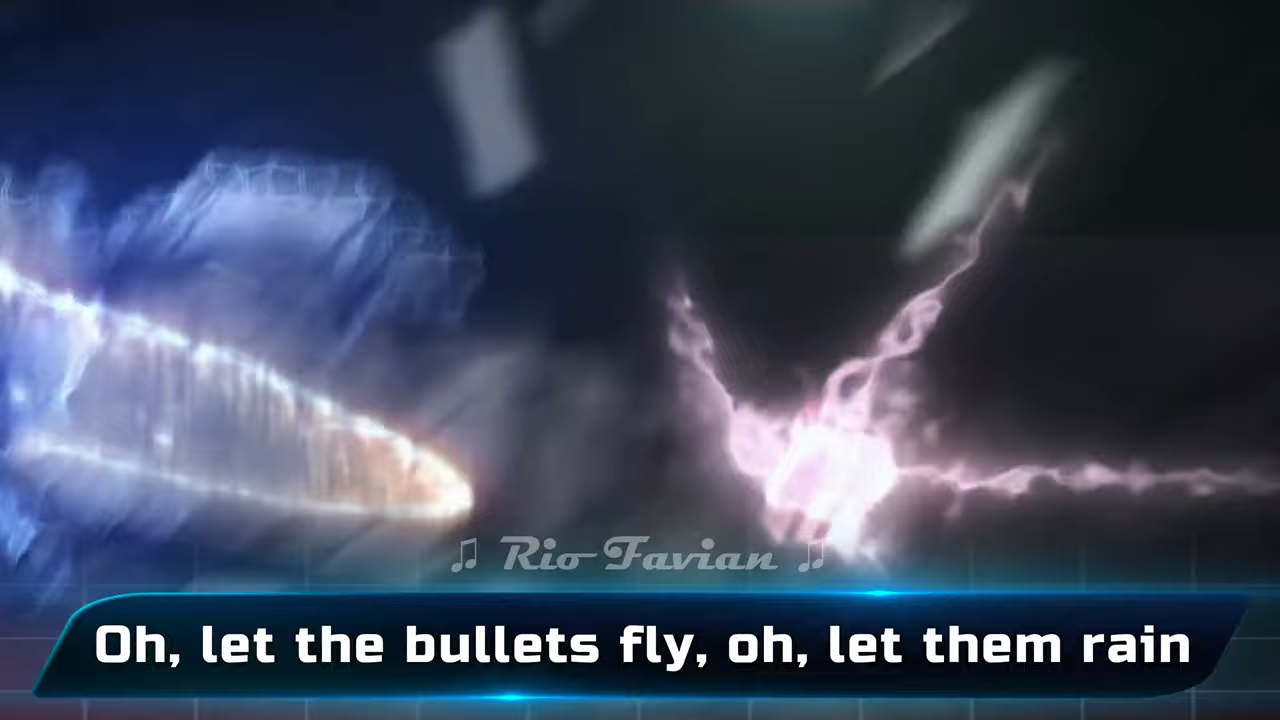 ♫ Rio Favian ♫
Oh, let the bullets fly, oh, let them rain